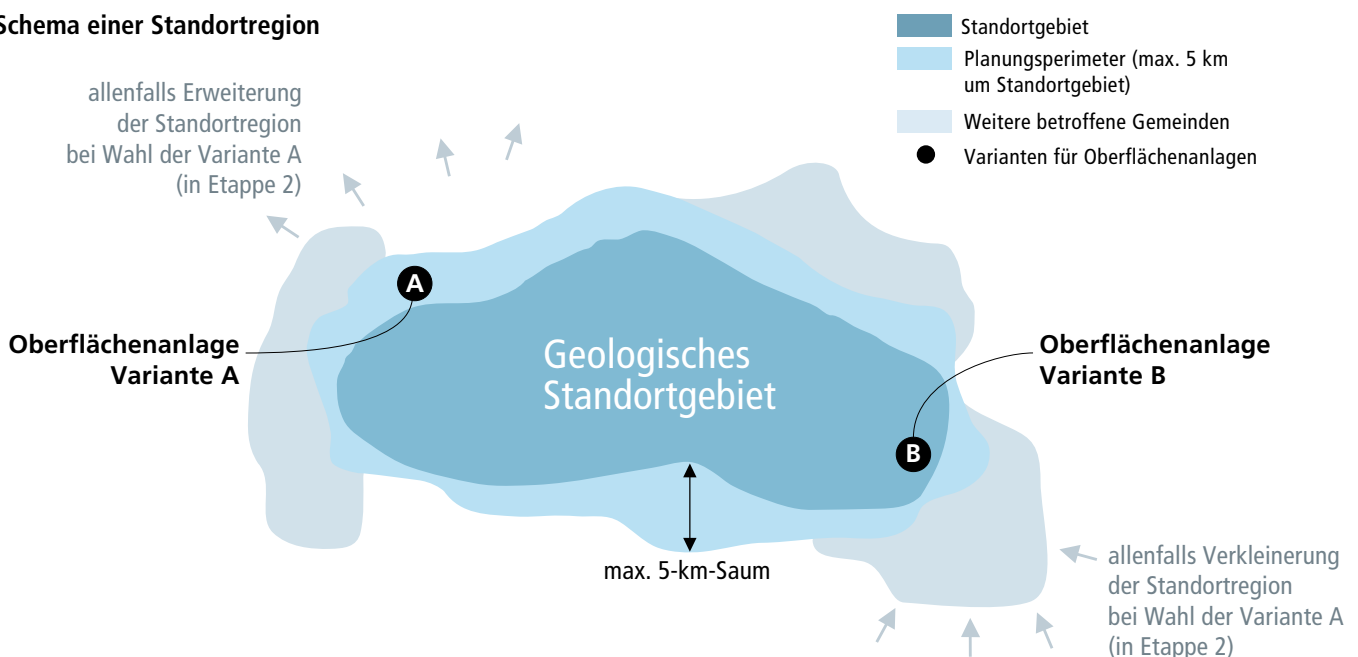 Schema einer Standortregion
Standortgebiet
Planungsperimeter (max. 5 km
um Standortgebiet)
Weitere betroffene Gemeinden
Varianten für Oberflächenanlagen
allenfalls Erweiterung
der Standortregion
bei Wahl der Variante A
(in Etappe 2)
A
Oberflächenanlage
Variante A
Geologisches
Standortgebiet
Oberflächenanlage
Variante B
B
max. 5-km-Saum
allenfalls Verkleinerung
der Standortregion
bei Wahl der Variante A
(in Etappe 2)